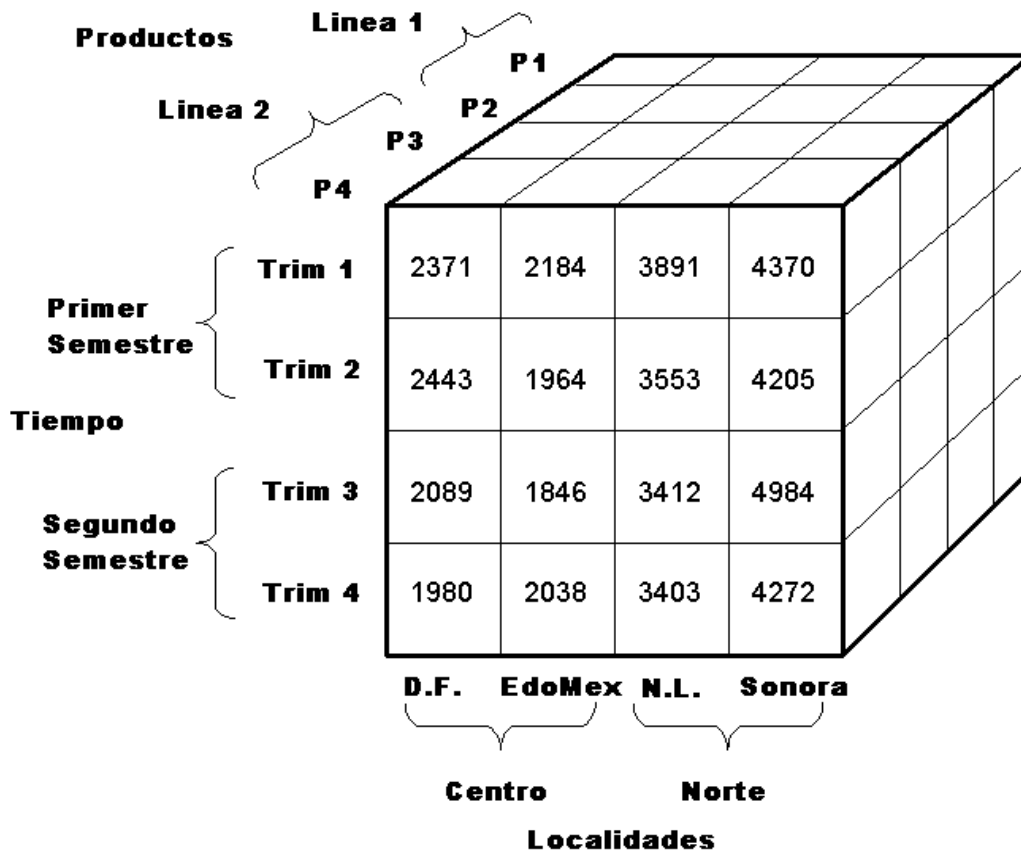 Linea 1
Productos
P1
Linea 2
P2
P3
P4
Trim 1 2371 2184 3891 4370
Primer
Semestre
Trim 2 2443 1964 3553 4205
Tiempo
Trim 3 2089 1846 3412 4984
Segundo
Semestre
Trim 4 1980 2038 3403 4272
D.F. EdoMex N.L. Sonora
Centro Norte
Localidades